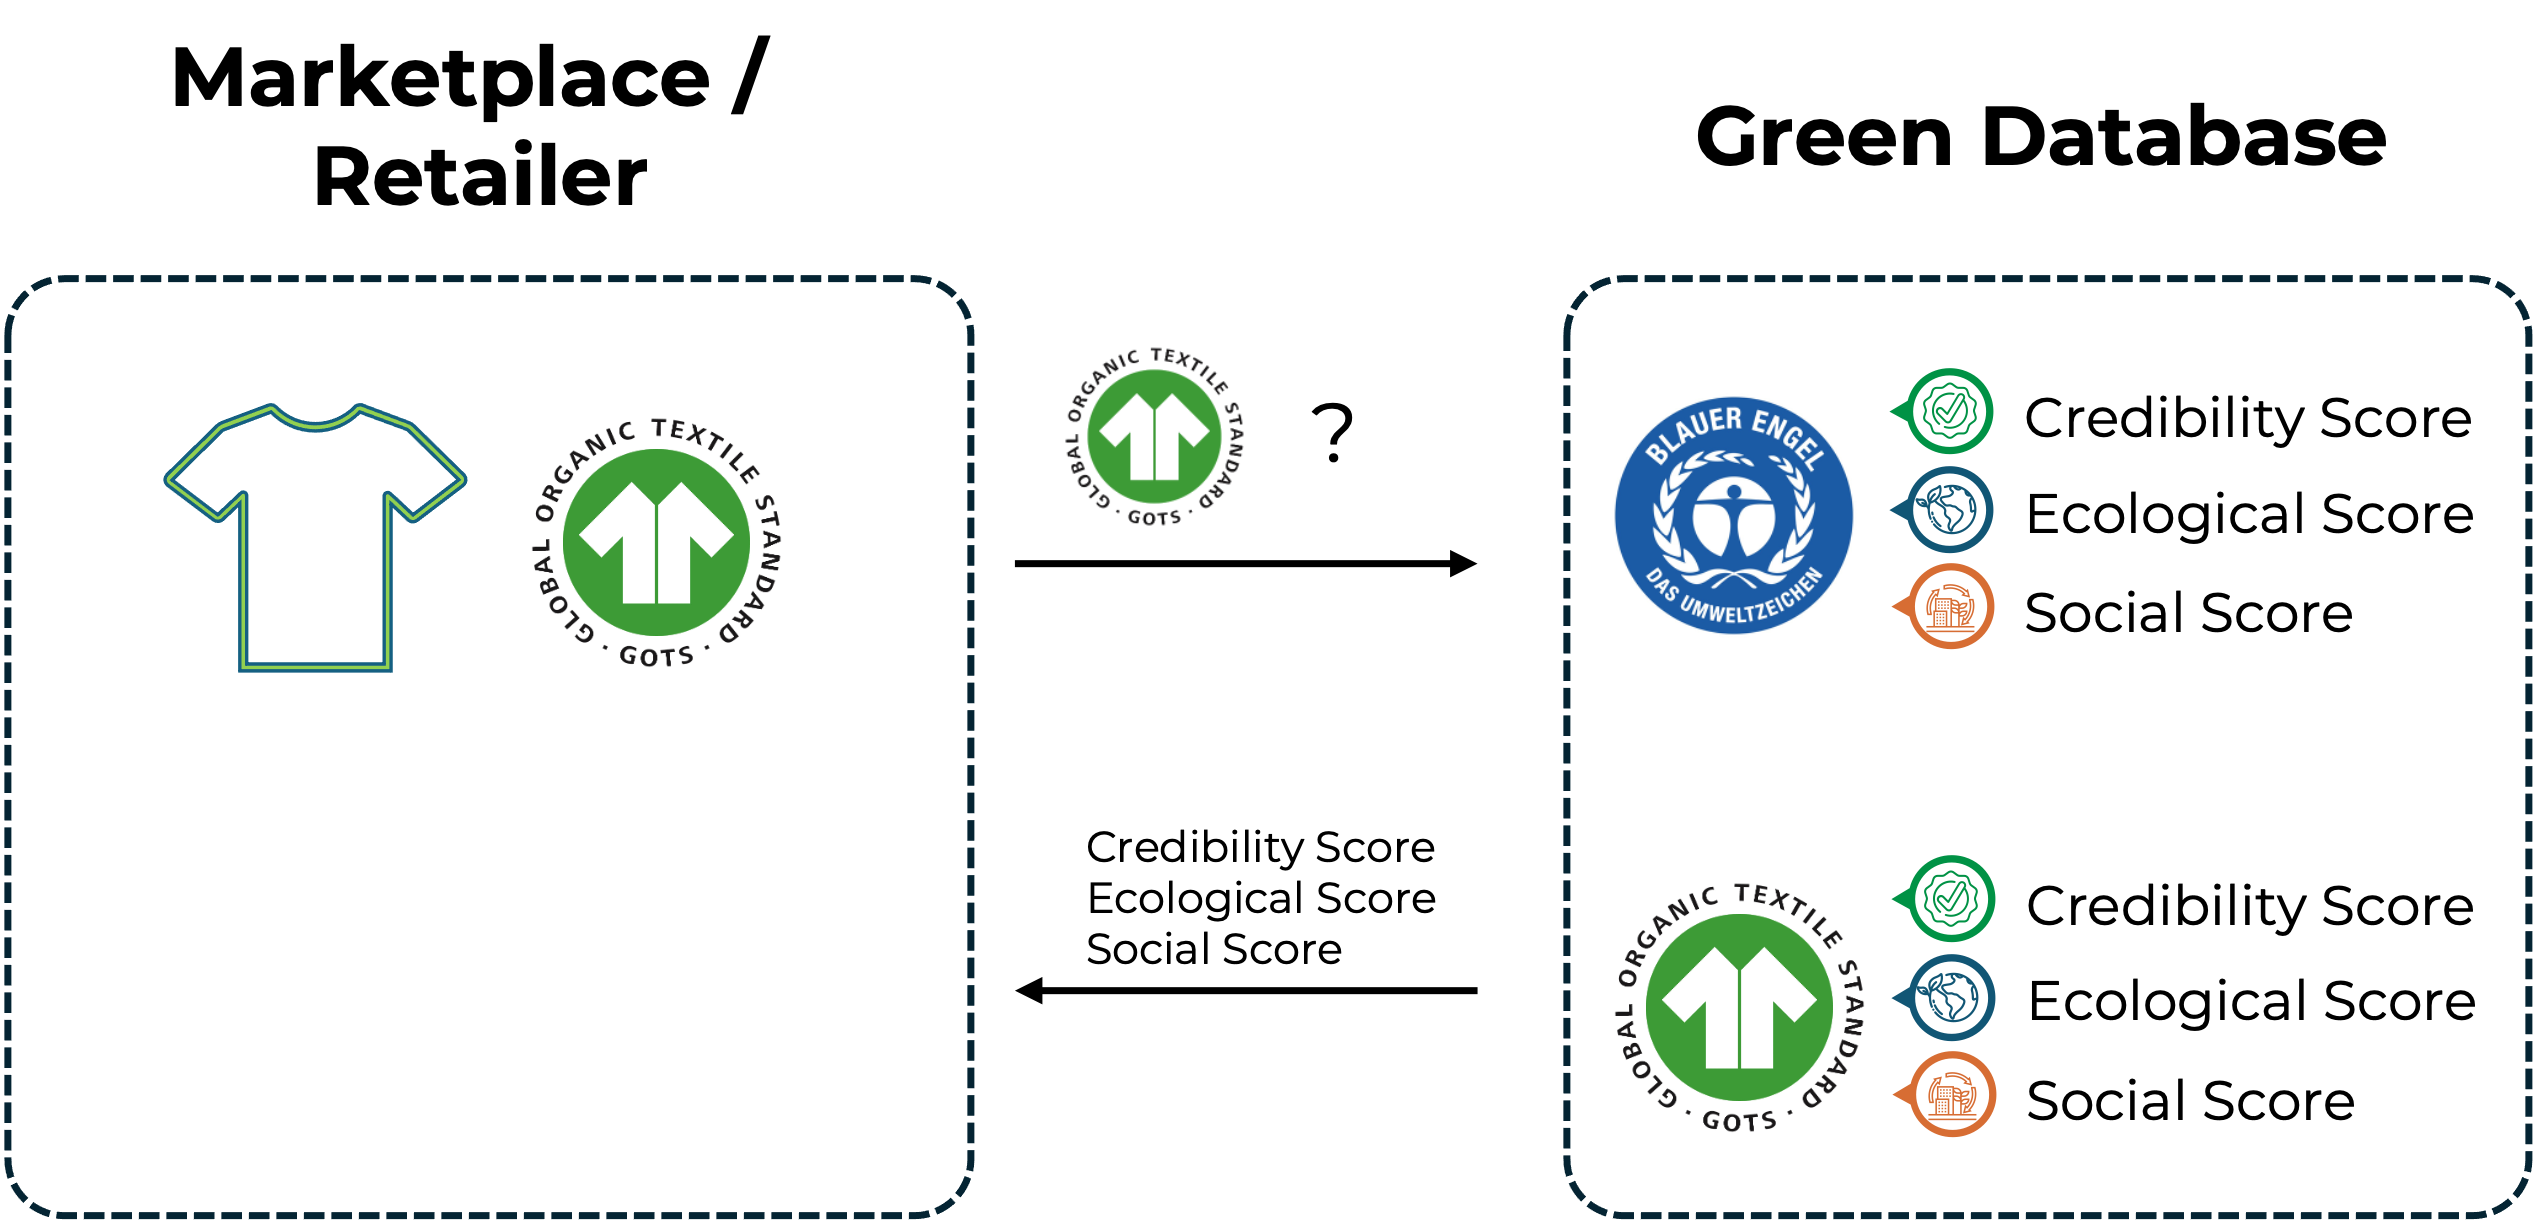 Marketplace /
Retailer
Green Database
GLOBAL ORGANIC TEXTILE STANDARD · GOTS ·
GLOBAL ORGANIC TEXTILE STANDARD · GOTS ·
?
BLAUER ENGEL
DAS UMWELTZEICHEN
Credibility Score
Ecological Score
Social Score
Credibility Score
Ecological Score
Social Score
GLOBAL ORGANIC TEXTILE STANDARD · GOTS ·
Credibility Score
Ecological Score
Social Score